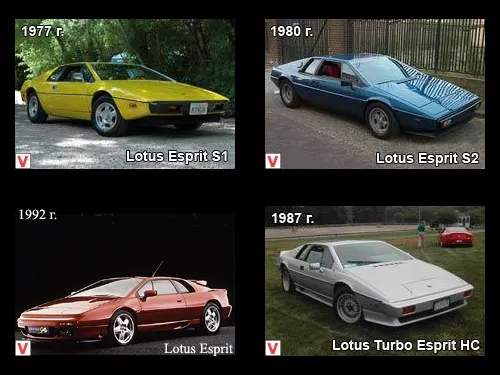 1977 г.
Lotus Esprit S1
V
1980 г.
Lotus Esprit S2
V
1992 г.
Lotus Esprit
V
1987 г.
Lotus Turbo Esprit HC
V